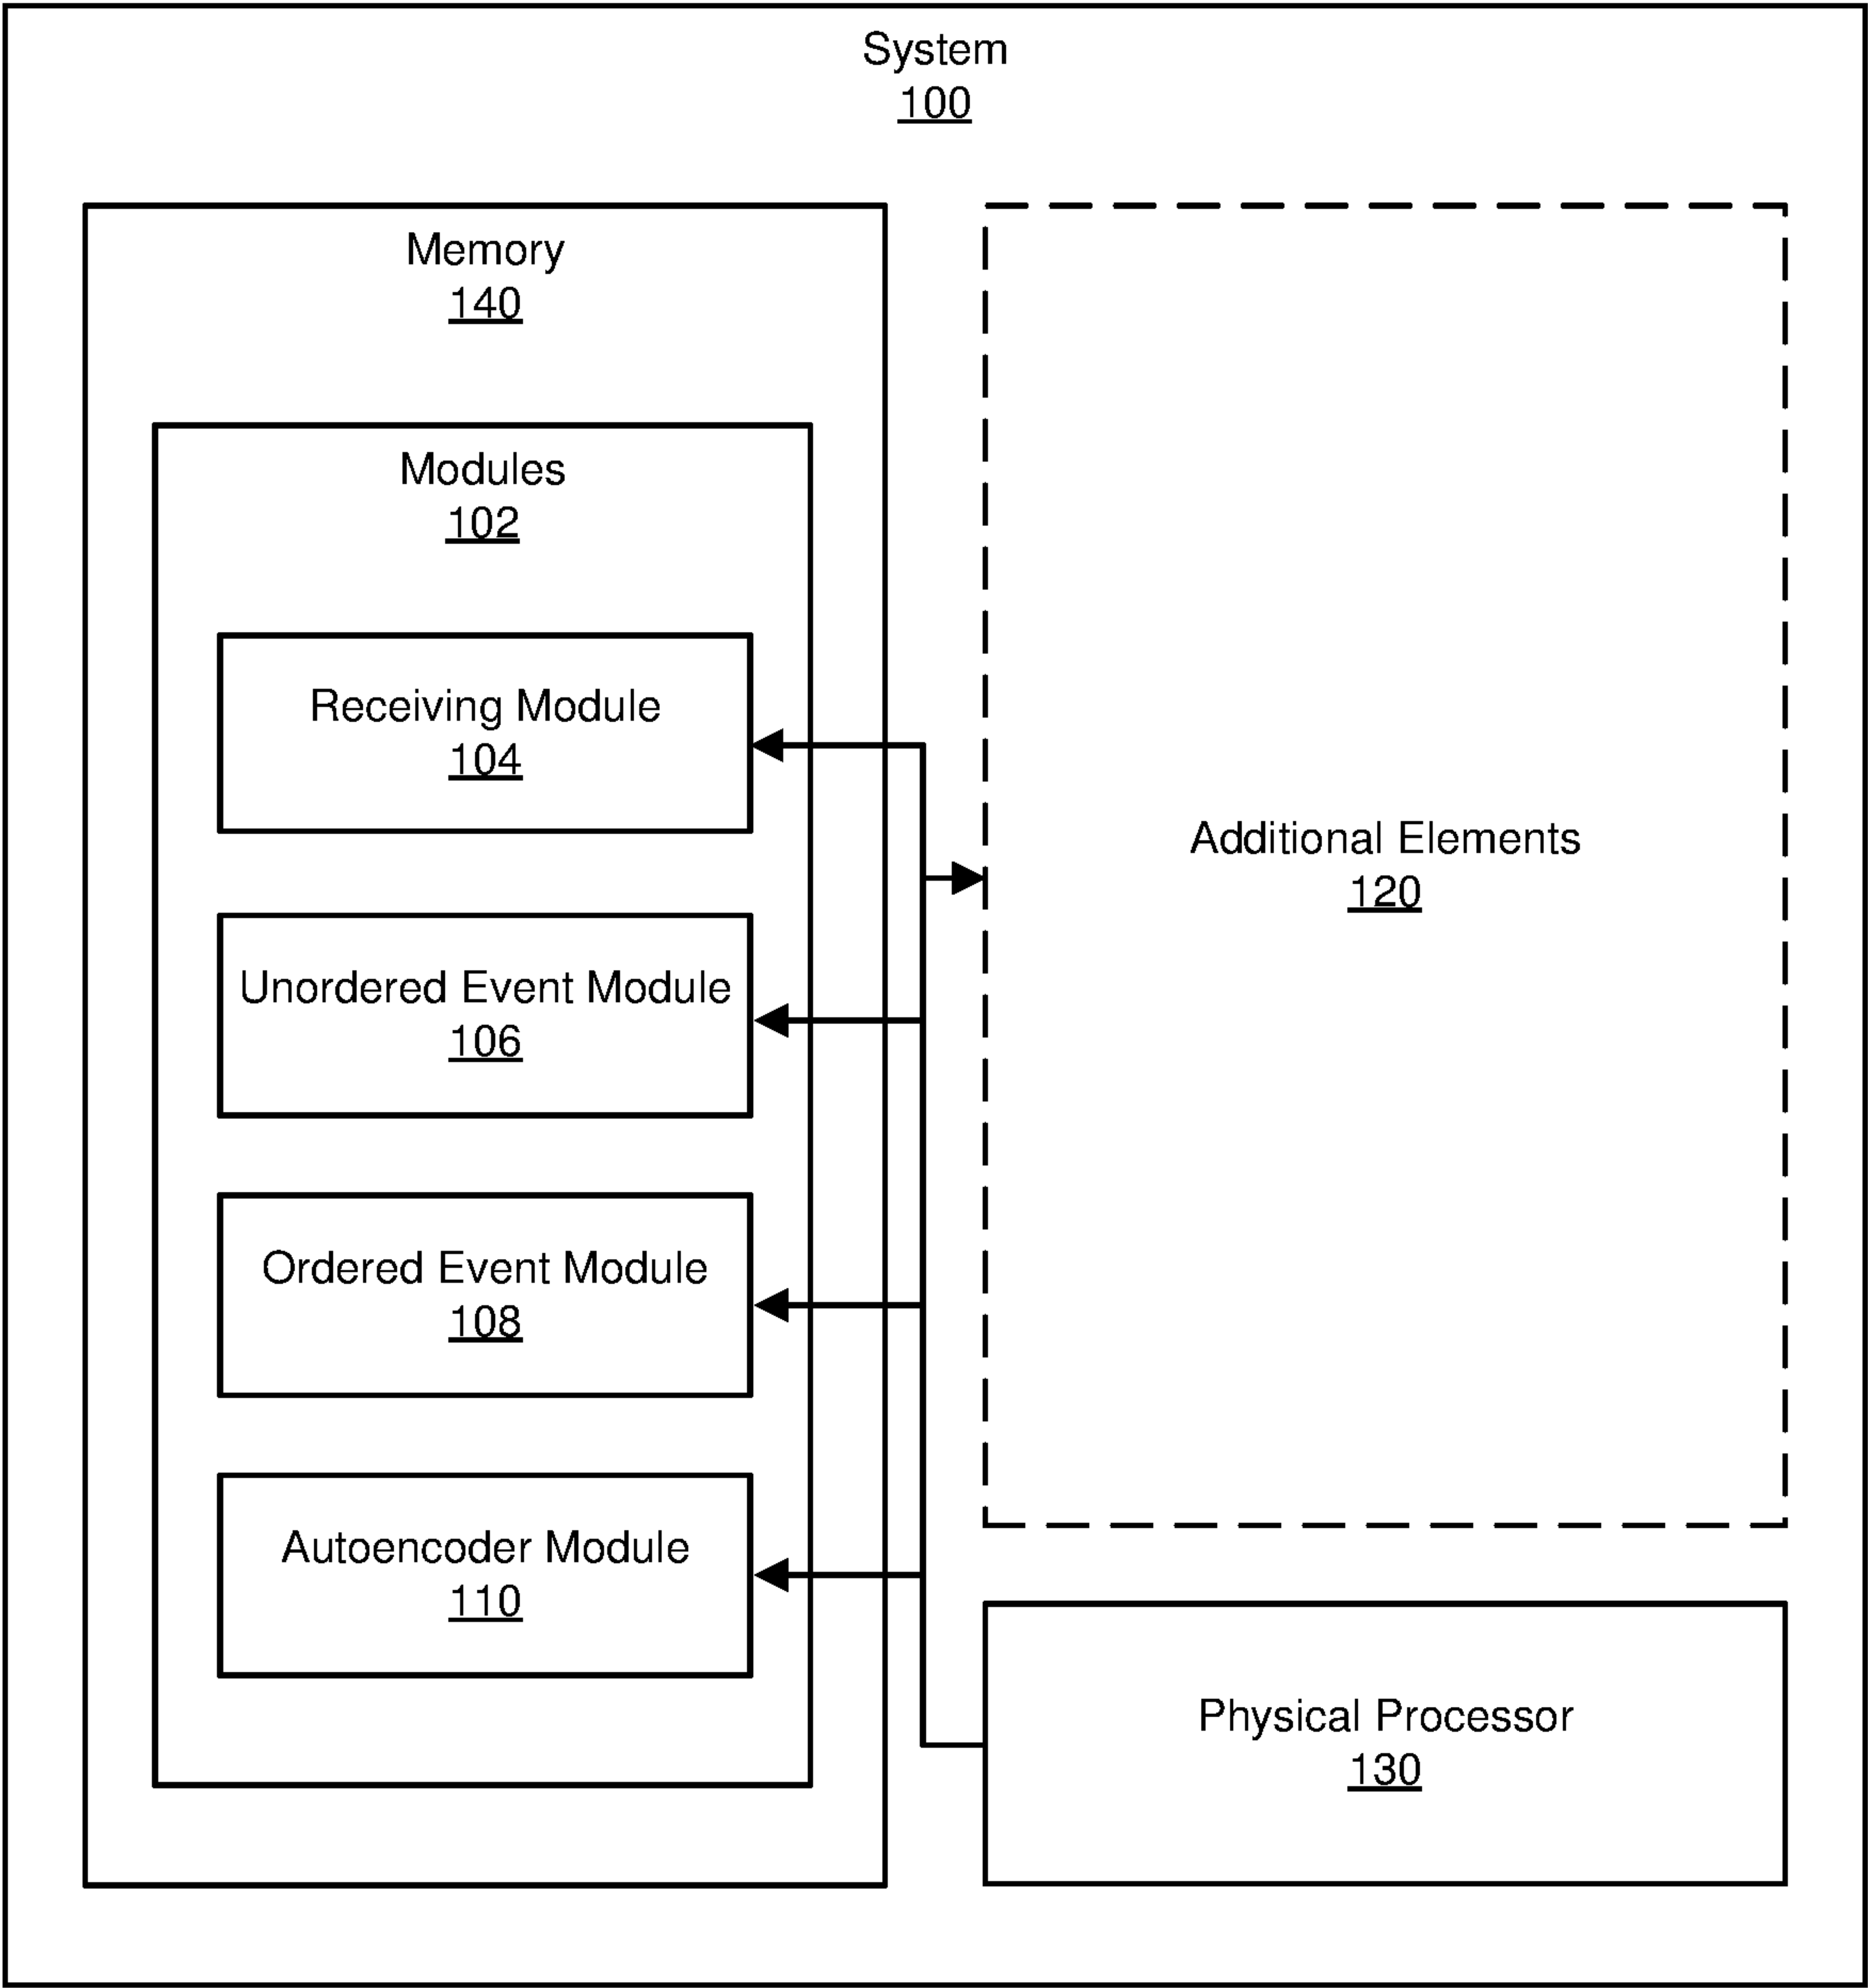 System
100
Memory
140
Modules
102
Receiving Module
104
Unordered Event Module
106
Ordered Event Module
108
Autoencoder Module
110
Additional Elements
120
Physical Processor
130